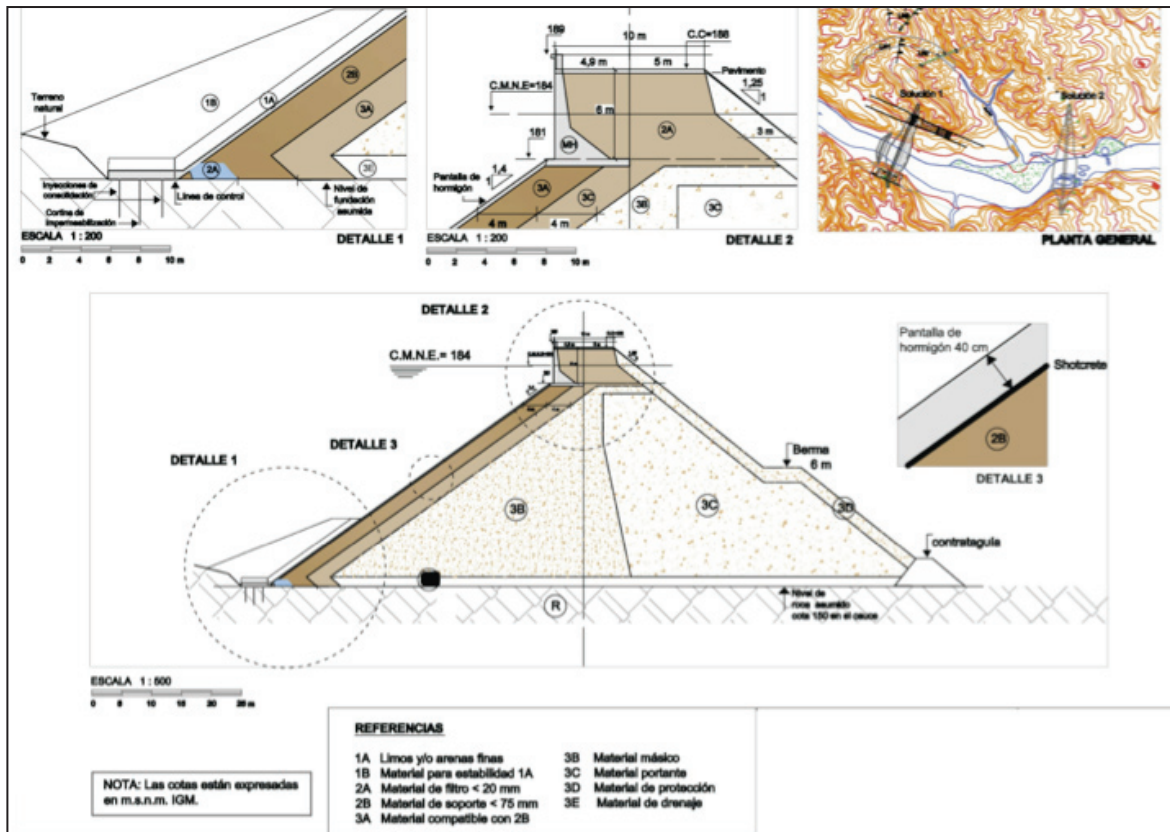 189
10 m
C.C=188
4,9 m
5 m
Pavimento
1,25
1
C.M.N.E=184
6 m
2A
3 m
181
MH
1,4
1
Pantalla de
hormigón
3A
3C
3B
3C
4 m
4 m
ESCALA 1 : 200
0 2 4 6 8 10 m
DETALLE 2
Terreno
natural
1B
1A
2B
3A
3E
2A
Inyecciones de
consolidación
Línea de control
Nivel de
fundación
asumida
Cortina de
impermeabilización
ESCALA 1 : 200
0 2 4 6 8 10 m
DETALLE 1
Solución 1
Solución 2
PLANTA GENERAL
DETALLE 2
C.M.N.E.= 184
DETALLE 3
DETALLE 1
3B
3C
3D
Berma
6 m
contrataguía
R
Nivel de
roca asumido
cota 150 en el cauce
Pantalla de
hormigón 40 cm
Shotcrete
2B
DETALLE 3
ESCALA 1 : 500
0 5 10 15 20 25 m
NOTA: Las cotas están expresadas
en m.s.n.m. IGM.
REFERENCIAS
1A Limos y/o arenas finas
1B Material para estabilidad 1A
2A Material de filtro < 20 mm
2B Material de soporte < 75 mm
3A Material compatible con 2B
3B Material másico
3C Material portante
3D Material de protección
3E Material de drenaje